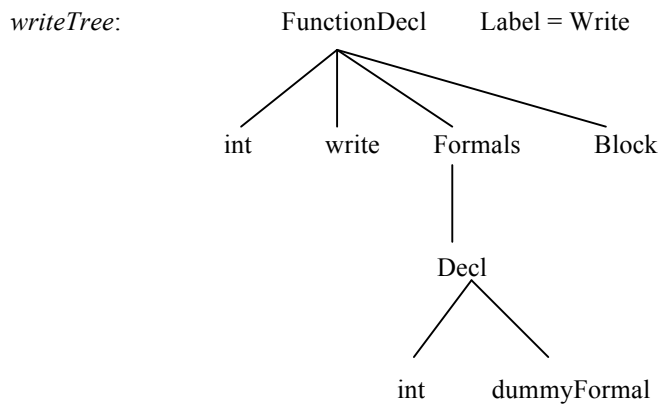 writeTree: FunctionDecl Label = Write
int write Formals Block
Decl
int dummyFormal